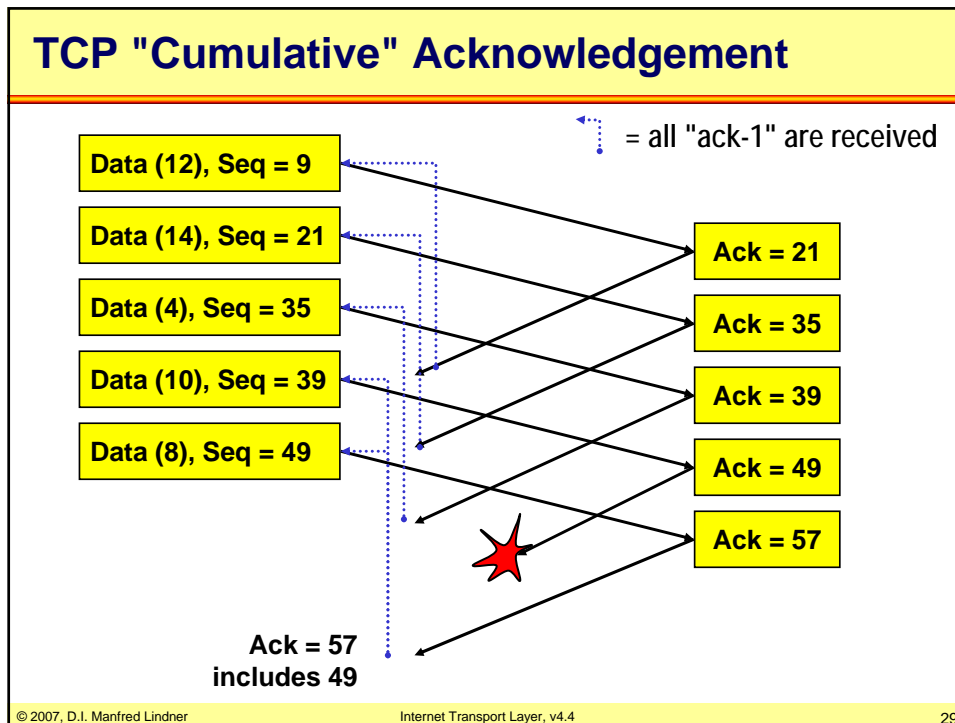 TCP "Cumulative" Acknowledgement
= all "ack-1" are received
Data (12), Seq = 9
Data (14), Seq = 21
Data (4), Seq = 35
Data (10), Seq = 39
Data (8), Seq = 49
Ack = 21
Ack = 35
Ack = 39
Ack = 49
Ack = 57
Ack = 57
includes 49
© 2007, D.I. Manfred Lindner
Internet Transport Layer, v4.4
29